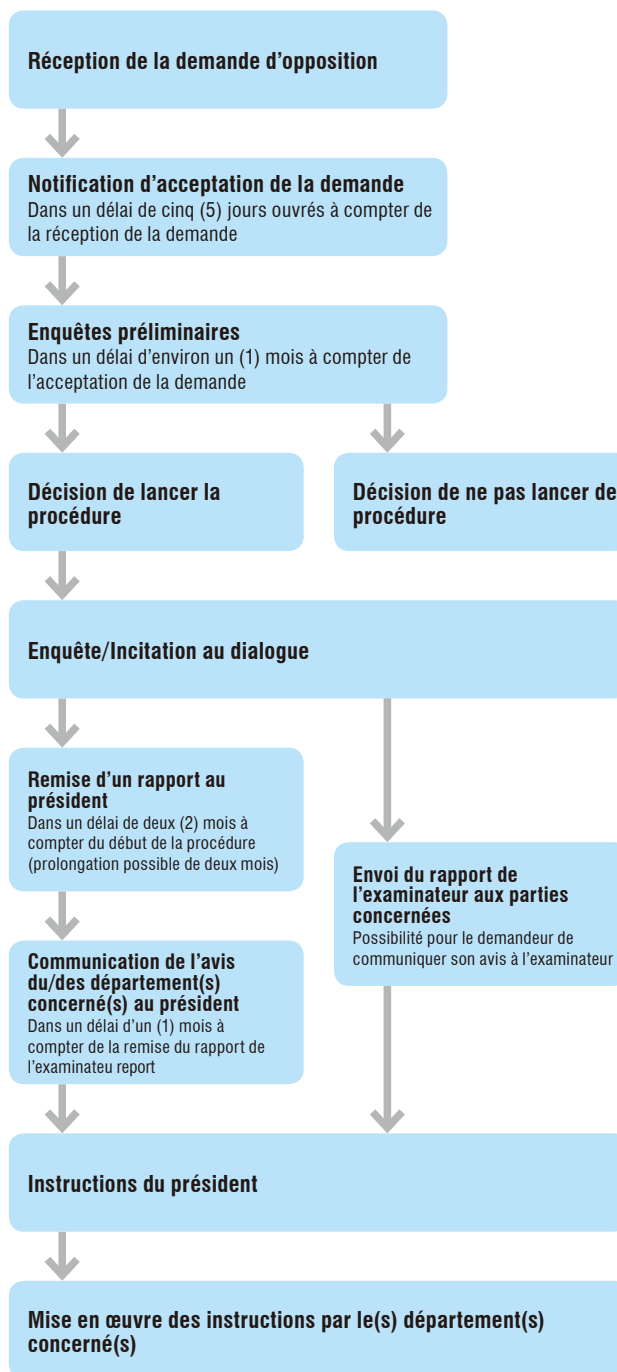 Réception de la demande d’opposition
Notification d’acceptation de la demande
Dans un délai de cinq (5) jours ouvrés à compter de
la réception de la demande
Enquêtes préliminaires
Dans un délai d’environ un (1) mois à compter de
l’acceptation de la demande
Décision de lancer la
procédure
Décision de ne pas lancer de
procédure
Enquête/Incitation au dialogue
Remise d’un rapport au
président
Dans un délai de deux (2) mois à
compter du début de la procédure
(prolongation possible de deux mois)
Envoi du rapport de
l’examinateur aux parties
concernées
Possibilité pour le demandeur de
communiquer son avis à l’examinateur
Communication de l’avis
du/des département(s)
concerné(s) au président
Dans un délai d’un (1) mois à
compter de la remise du rapport de
l’examinateu report
Instructions du président
Mise en œuvre des instructions par le(s) département(s)
concerné(s)